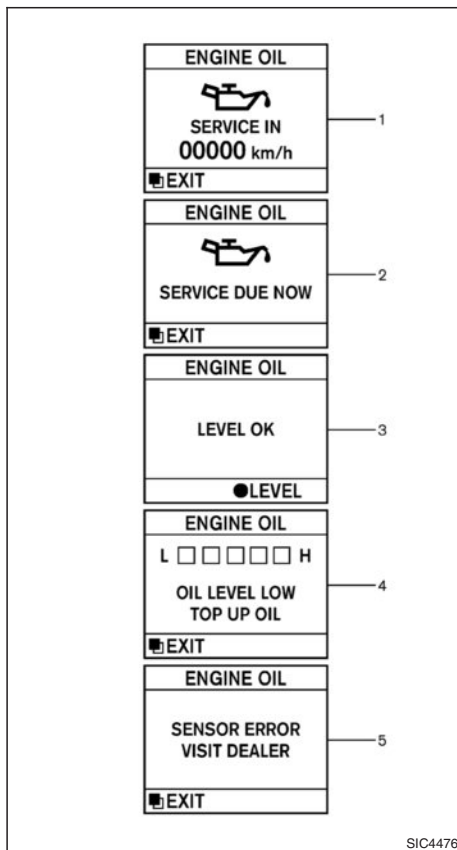 ENGINE OIL
SERVICE IN
00000 km/h
EXIT
1
ENGINE OIL
SERVICE DUE NOW
EXIT
2
ENGINE OIL
LEVEL OK
LEVEL
3
ENGINE OIL
L H
OIL LEVEL LOW
TOP UP OIL
EXIT
4
ENGINE OIL
SENSOR ERROR
VISIT DEALER
EXIT
5
SIC4476